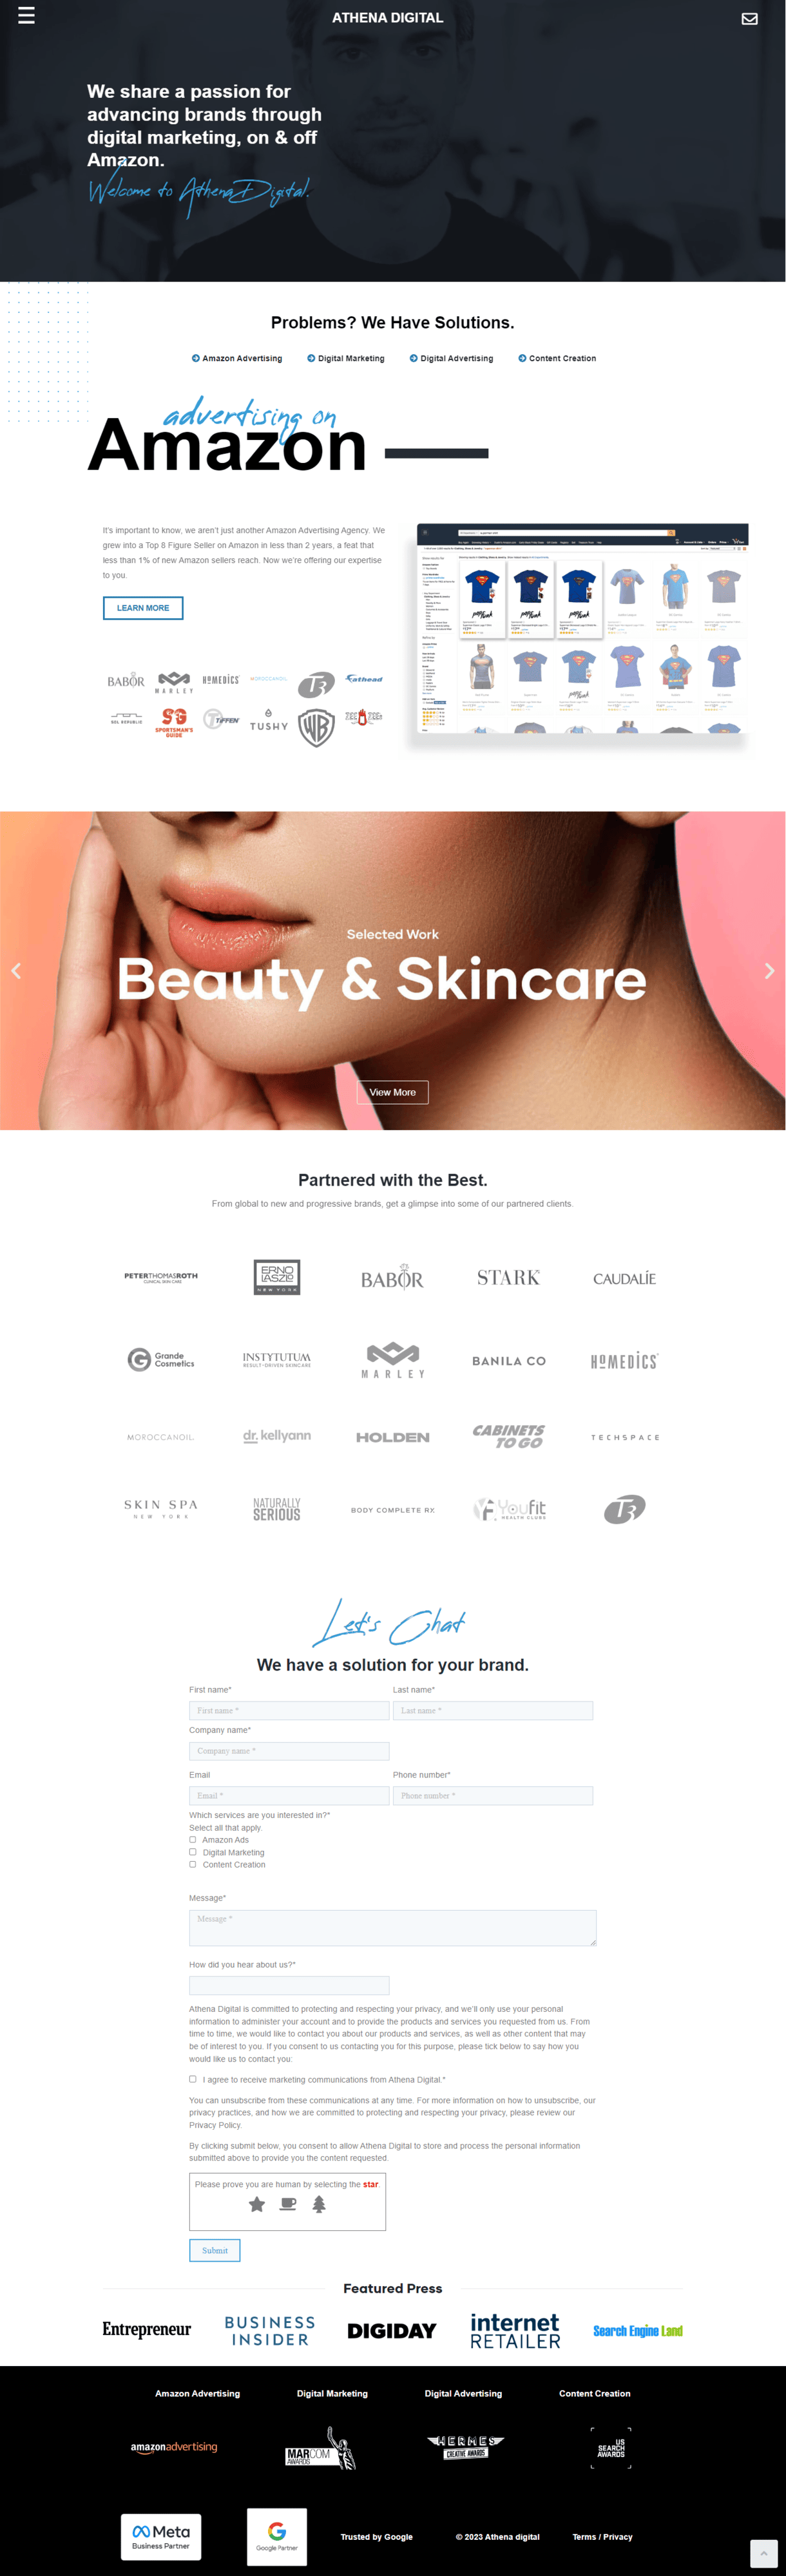 ATHENA DIGITAL
We share a passion for
advancing brands through
digital marketing, on & off
Amazon.
Welcome to Athena Digital.
Problems? We Have Solutions.
Amazon Advertising
Digital Marketing
Digital Advertising
Content Creation
advertising on
Amazon
It's important to know, we aren't just another Amazon Advertising Agency. We
grew into a Top 8 Figure Seller on Amazon in less than 2 years, a feat that
less than 1% of new Amazon sellers reach. Now we're offering our expertise
to you.
LEARN MORE
BABOR
MARLEY
HOMEDICS
MOROCCANOIL
T3
Fathead
SOL REPUBLIC
SG
SPORTSMAN'S
GUIDE
TIFFEN
TUSHY
WB
Selected Work
Beauty & Skincare
View More
Partnered with the Best.
From global to new and progressive brands, get a glimpse into some of our partnered clients.
PETERTHOMASROTH
CLINICAL SKIN CARE
ERNO
LASZLO
NEW YORK
BABOR
STARK
CAUDALÍE
Grande
Cosmetics
INSTYTUTUM
RESULT-DRIVEN SKINCARE
MARLEY
BANILA CO
HOMEDICS
MOROCCANOIL
dr. kellyann
HOLDEN
CABINETS
TO GO
TECHSPACE
SKIN SPA
NEW YORK
NATURALLY
SERIOUS
BODY COMPLETE RX
YF Youfit
HEALTH CLUBS
T3
Let's Chat
We have a solution for your brand.
First name*
Last name*
First name *
Last name *
Company name*
Company name *
Email
Phone number*
Email *
Phone number *
Which services are you interested in?*
Select all that apply.
Amazon Ads
Digital Marketing
Content Creation
Message*
Message *
How did you hear about us?*
Athena Digital is committed to protecting and respecting your privacy, and we'll only use your personal
information to administer your account and to provide the products and services you requested from us. From
time to time, we would like to contact you about our products and services, as well as other content that may
be of interest to you. If you consent to us contacting you for this purpose, please tick below to say how you
would like us to contact you:
I agree to receive marketing communications from Athena Digital.*
You can unsubscribe from these communications at any time. For more information on how to unsubscribe, our
privacy practices, and how we are committed to protecting and respecting your privacy, please review our
Privacy Policy.
By clicking submit below, you consent to allow Athena Digital to store and process the personal information
submitted above to provide you the content requested.
Please prove you are human by selecting the star.
Submit
Featured Press
Entrepreneur
BUSINESS
INSIDER
DIGIDAY
internet
RETAILER
Search Engine Land
Amazon Advertising
Digital Marketing
Digital Advertising
Content Creation
amazonadvertising
MARCOM
AWARDS
HERMES
CREATIVE AWARDS
US
SEARCH
AWARDS
Meta
Business Partner
G
Google Partner
Trusted by Google
© 2023 Athena digital
Terms / Privacy